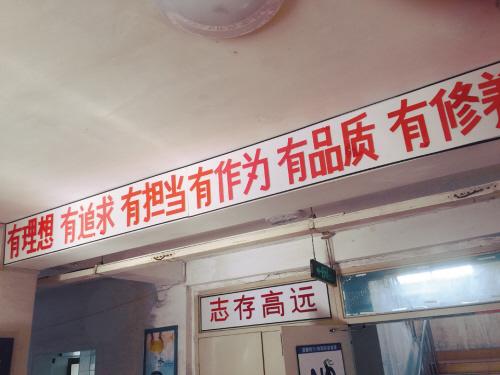 有理想 有追求 有担当 有作为 有品质 有修养
志存高远